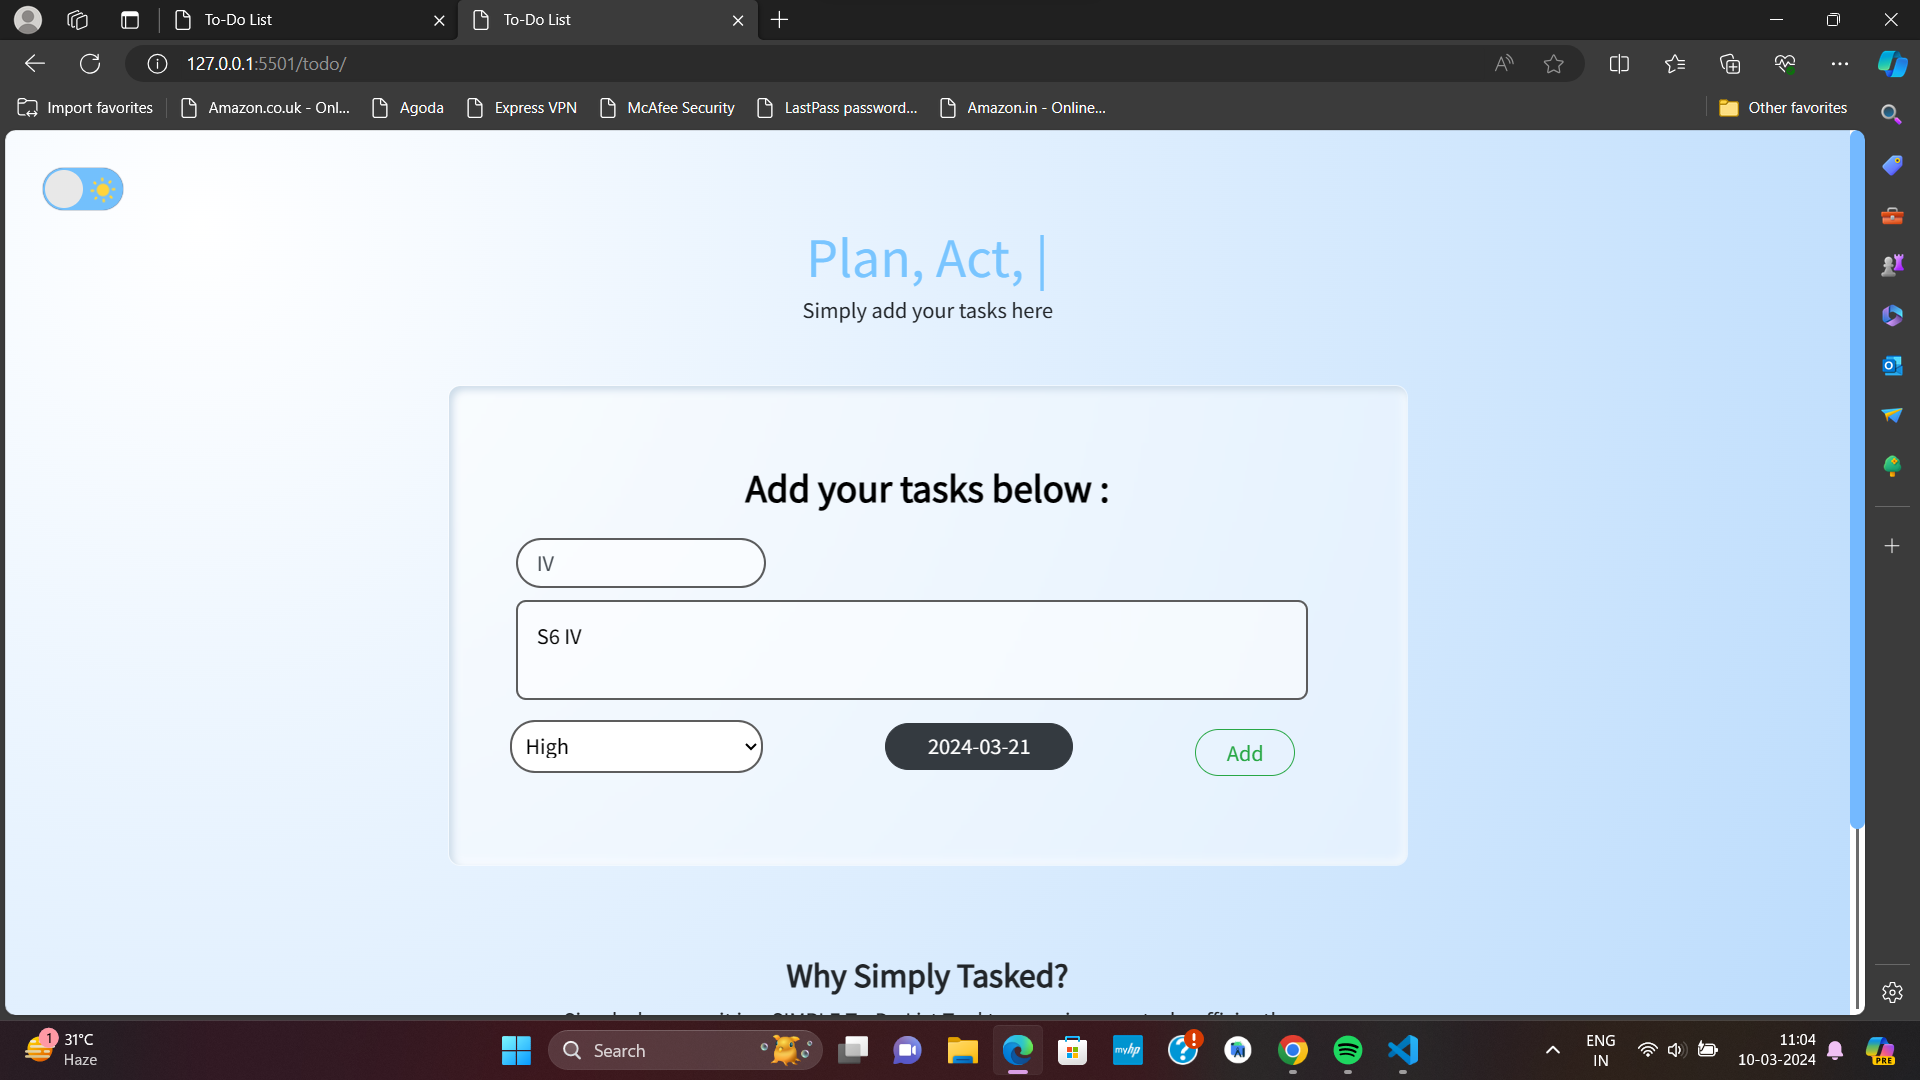 To-Do List
To-Do List
127.0.0.1:5501/todo/
Import favorites
Amazon.co.uk - Onl...
Agoda
Express VPN
McAfee Security
LastPass password...
Amazon.in - Online...
Other favorites
Plan, Act, |
Simply add your tasks here
Add your tasks below :
IV
S6 IV
High
2024-03-21
Add
Why Simply Tasked?
1
31°C
Haze
Search
myhp
ENG
IN
11:04
10-03-2024
PRE